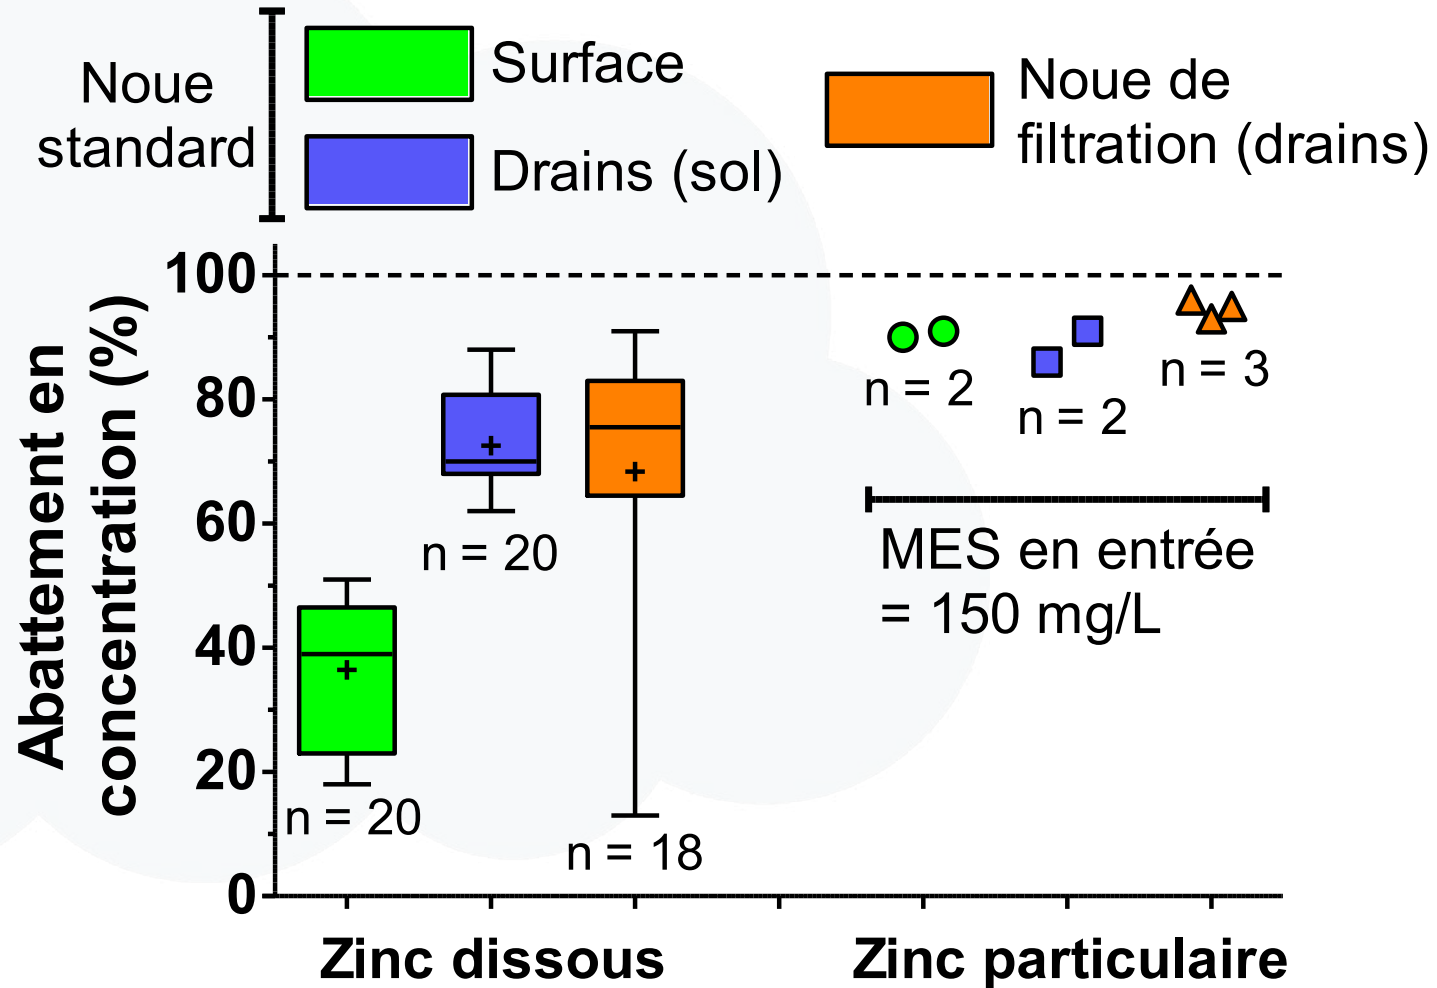 Noue
standard
Surface
Drains (sol)
Noue de
filtration (drains)
Abattement en
concentration (%)
100
80
60
40
20
0
n = 20
n = 20
n = 18
n = 2
n = 2
n = 3
MES en entrée
= 150 mg/L
Zinc dissous
Zinc particulaire